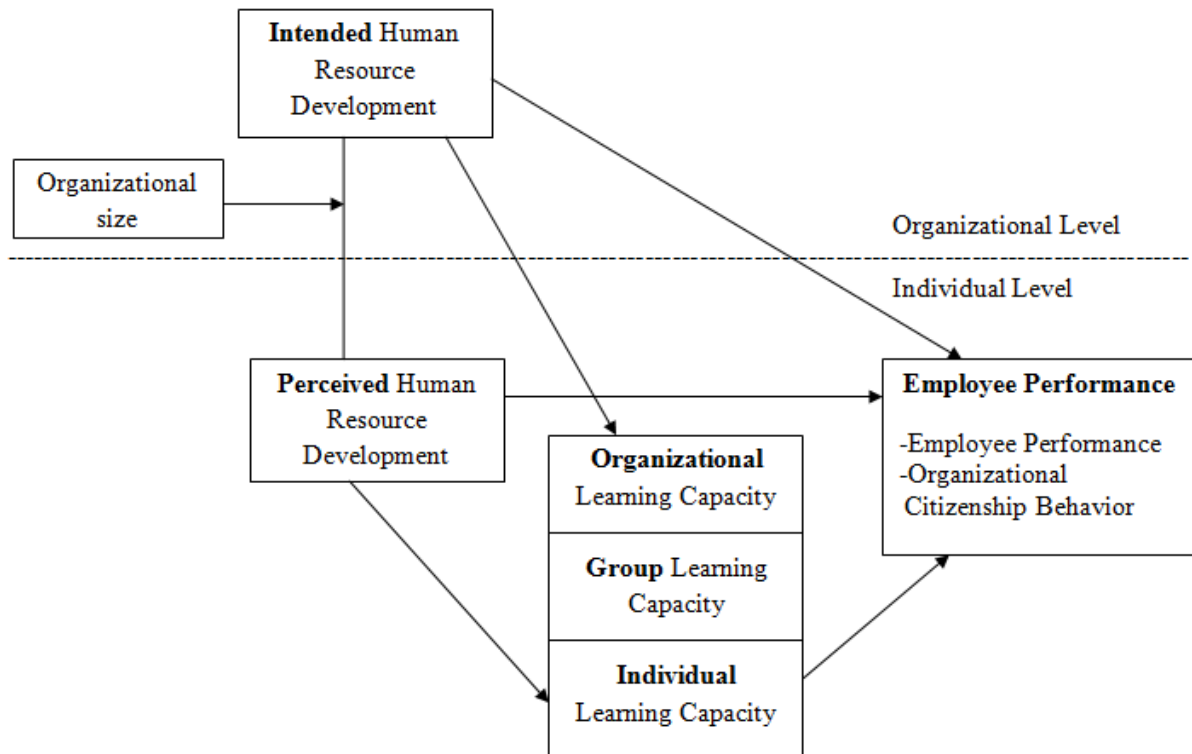 Intended Human
Resource
Development
Organizational
size
Organizational Level
Individual Level
Perceived Human
Resource
Development
Employee Performance
-Employee Performance
-Organizational
Citizenship Behavior
Organizational
Learning Capacity
Group Learning
Capacity
Individual
Learning Capacity